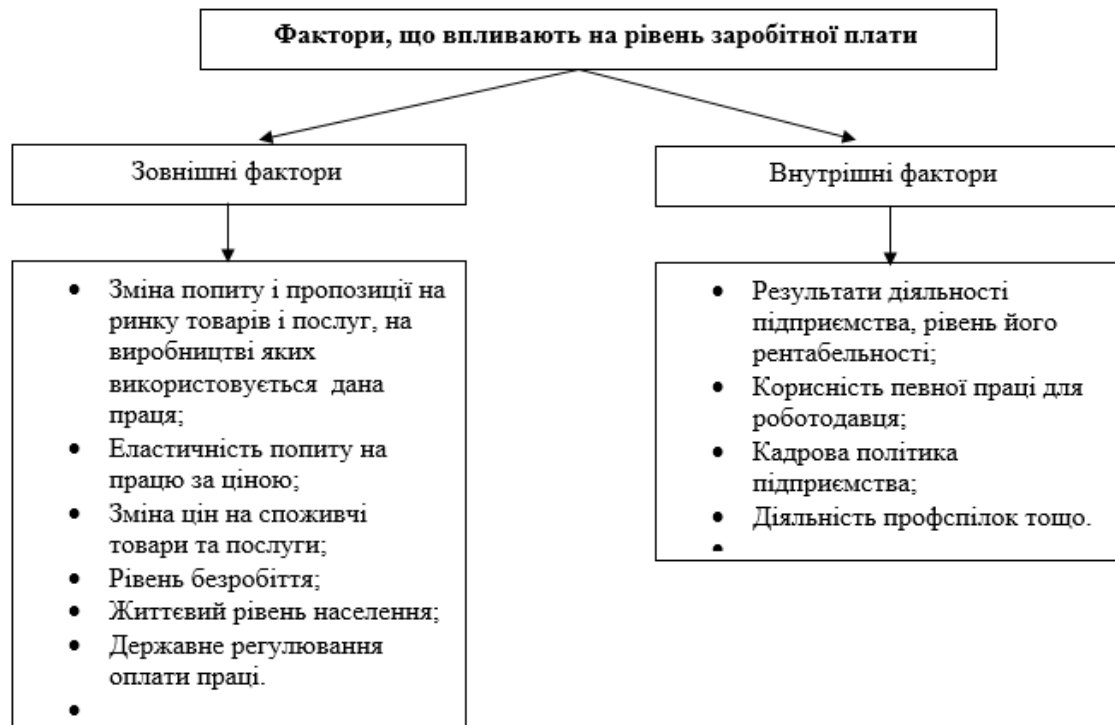 Фактори, що впливають на рівень заробітної плати
Зовнішні фактори
Внутрішні фактори
• Зміна попиту і пропозиції на
ринку товарів і послуг, на
виробництві яких
використовується дана
праця;
• Еластичність попиту на
працю за ціною;
• Зміна цін на споживчі
товари та послуги;
• Рівень безробіття;
• Життєвий рівень населення;
• Державне регулювання
оплати праці.
•
• Результати діяльності
підприємства, рівень його
рентабельності;
• Корисність певної праці для
роботодавця;
• Кадрова політика
підприємства;
• Діяльність профспілок тощо.
•